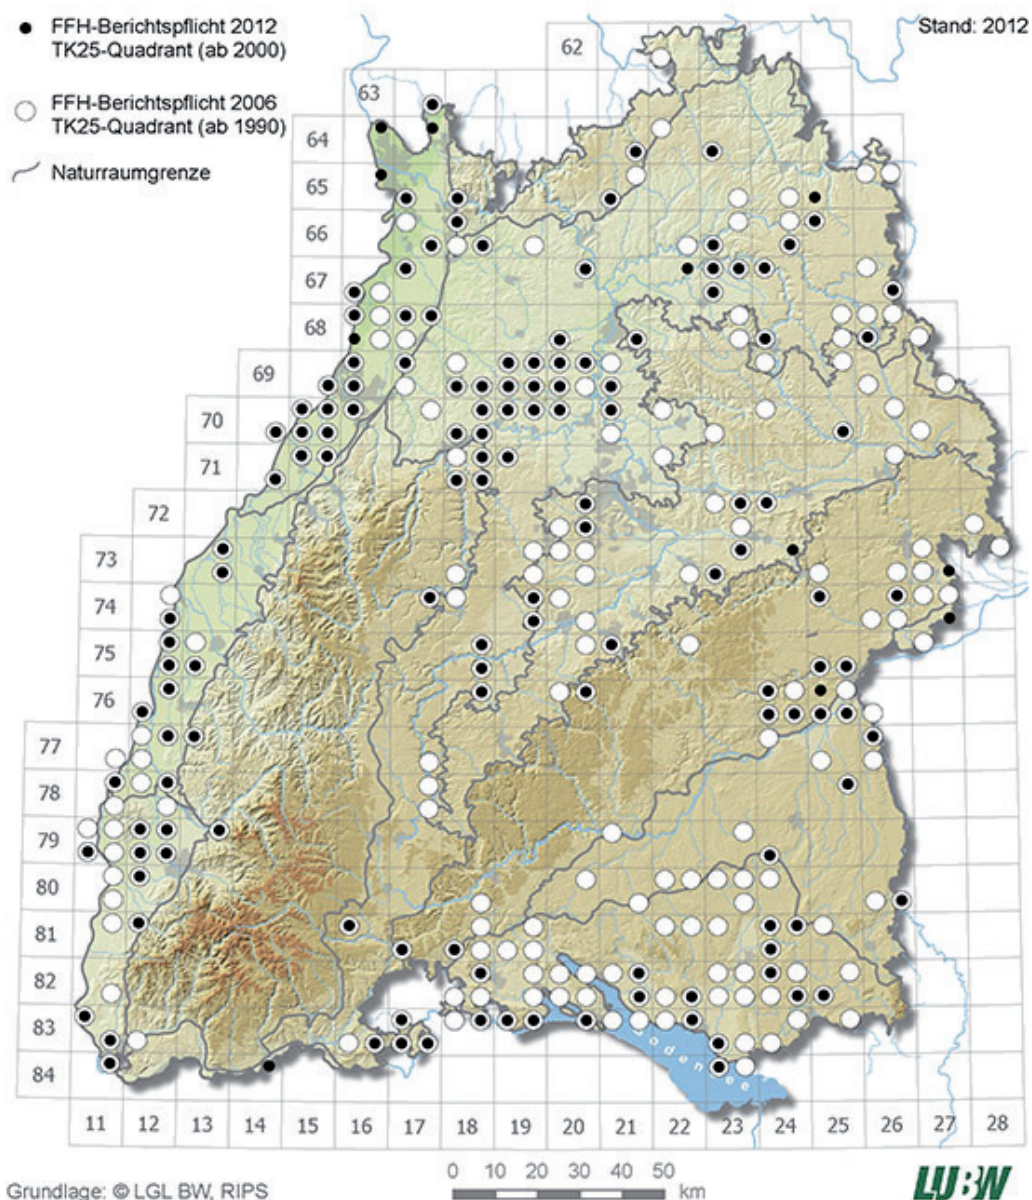 FFH-Berichtspflicht 2012
TK25-Quadrant (ab 2000)
Stand: 2012
FFH-Berichtspflicht 2006
TK25-Quadrant (ab 1990)
Naturraumgrenze
62
63
64
65
66
67
68
69
70
71
72
73
74
75
76
77
78
79
80
81
82
83
84
odensee
11 12 13 14 15 16 17 18 19 20 21 22 23 24 25 26 27 28
0 10 20 30 40 50
km
Grundlage: © LGL BW, RIPS
LUBW